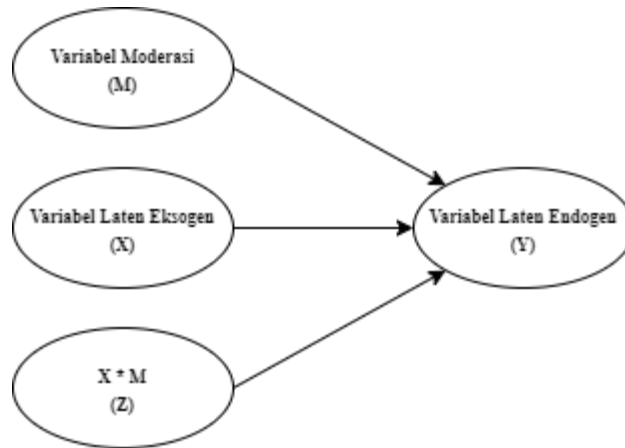 Variabel Moderasi
(M)
Variabel Laten Eksogen
(X)
Variabel Laten Endogen
(Y)
X * M
(Z)